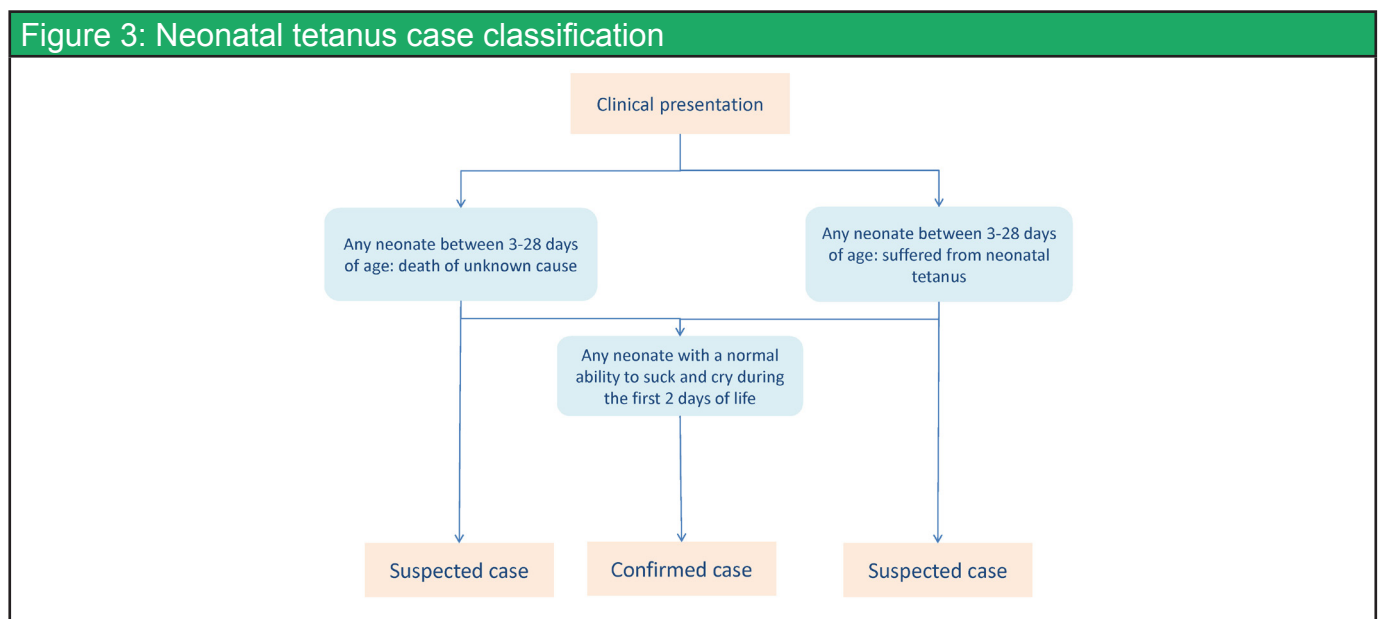 Figure 3: Neonatal tetanus case classification
Clinical presentation
Any neonate between 3-28 days
of age: death of unknown cause
Any neonate between 3-28 days
of age: suffered from neonatal
tetanus
Any neonate with a normal
ability to suck and cry during
the first 2 days of life
Suspected case
Confirmed case
Suspected case